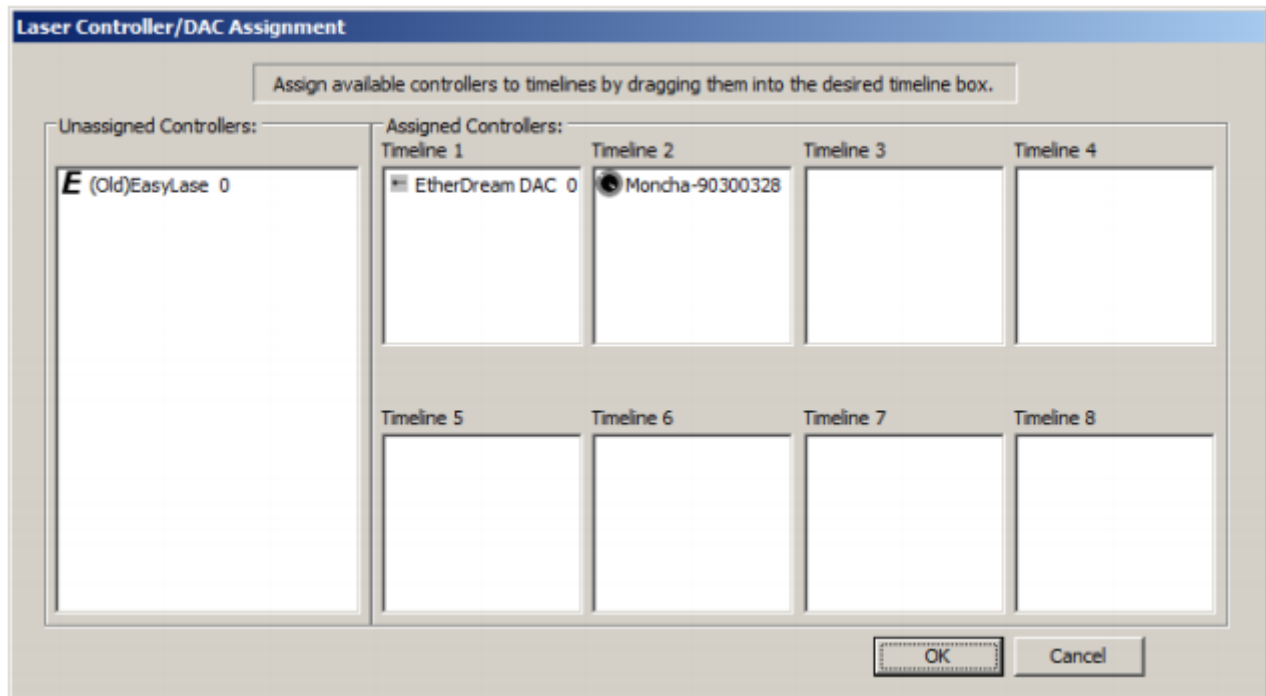 Laser Controller/DAC Assignment
Assign available controllers to timelines by dragging them into the desired timeline box.
Unassigned Controllers:
E (Old)EasyLase 0
Assigned Controllers:
Timeline 1 Timeline 2 Timeline 3 Timeline 4
EtherDream DAC 0 Moncha-90300328
Timeline 5 Timeline 6 Timeline 7 Timeline 8
OK Cancel